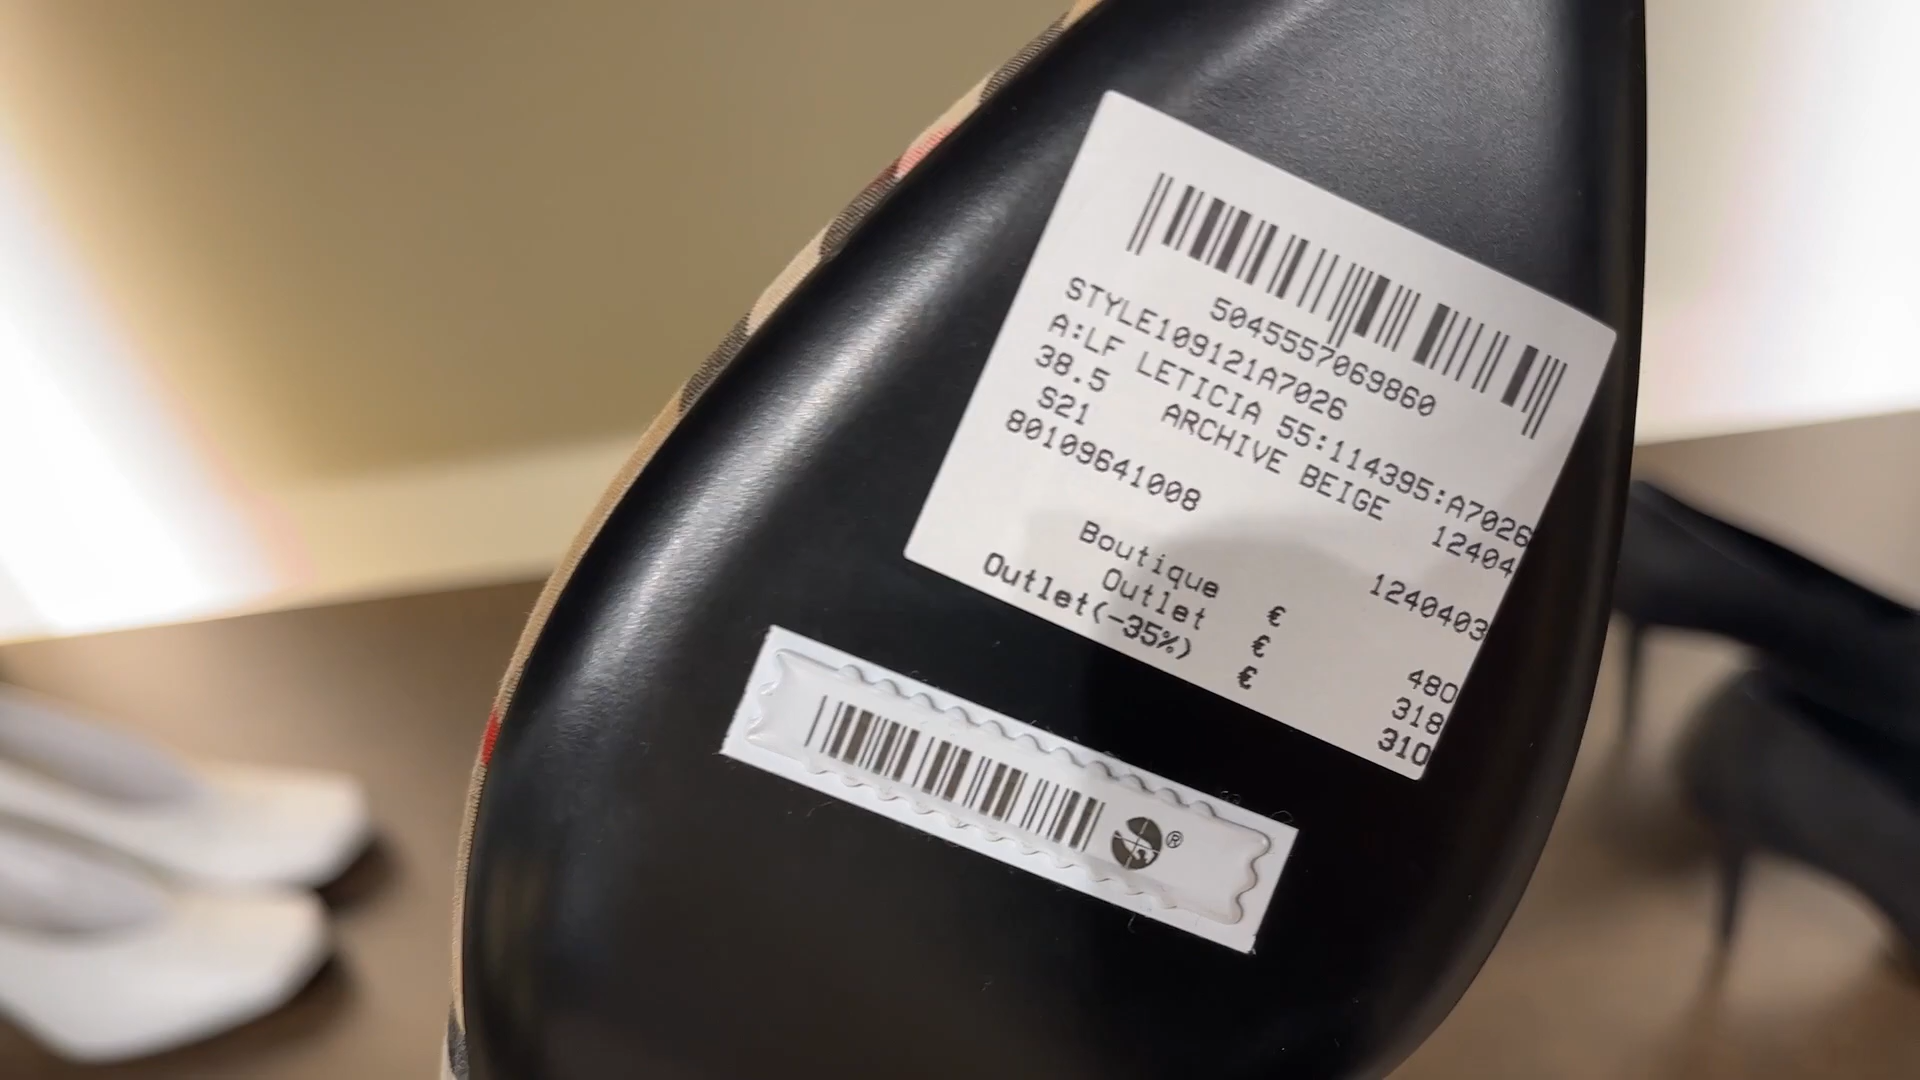 5045557069860
STYLE109121A7026
A:LF LETICIA 55:114395:A7026
38.5 ARCHIVE BEIGE 12404
S21
80109641008 1240403
Boutique € 480
Outlet € 318
Outlet(-35%) € 310
®